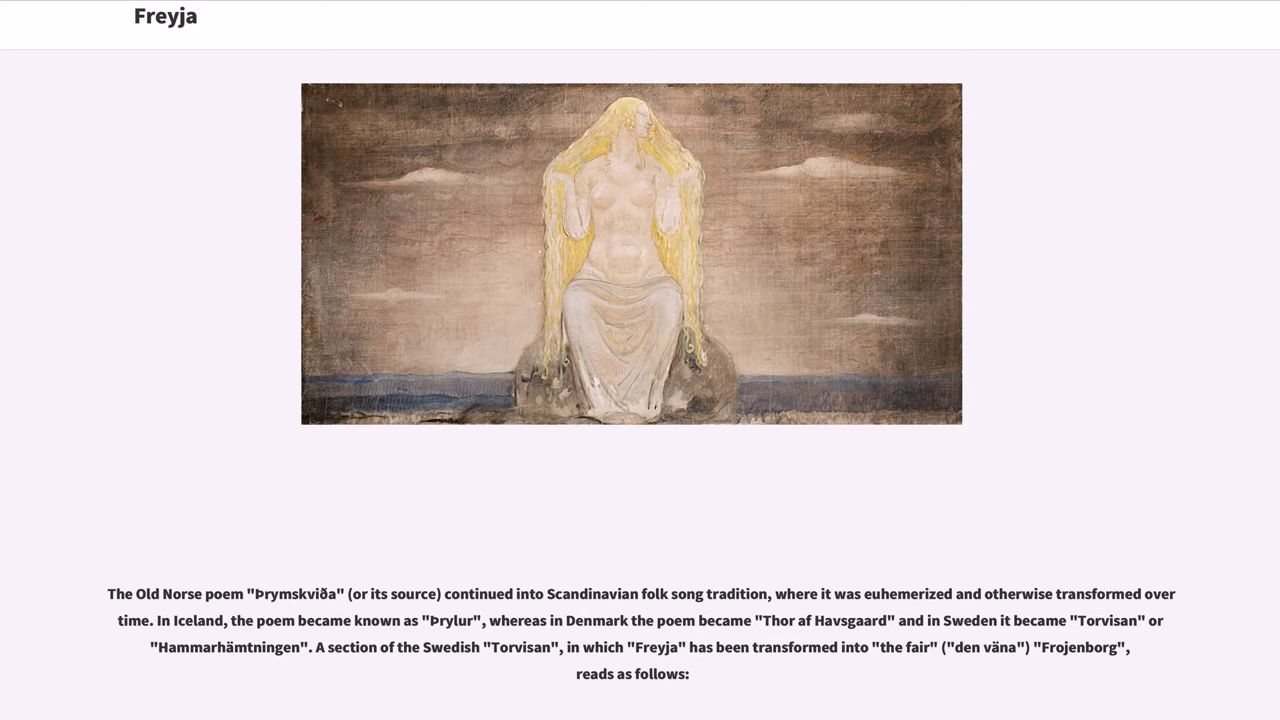 Freyja
The Old Norse poem "Þrymskviða" (or its source) continued into Scandinavian folk song tradition, where it was euhemerized and otherwise transformed over
time. In Iceland, the poem became known as "Þrylur", whereas in Denmark the poem became "Thor af Havsgaard" and in Sweden it became "Torvisan" or
"Hammarhämtningen". A section of the Swedish "Torvisan", in which "Freyja" has been transformed into "the fair" ("den väna") "Frojenborg",
reads as follows: